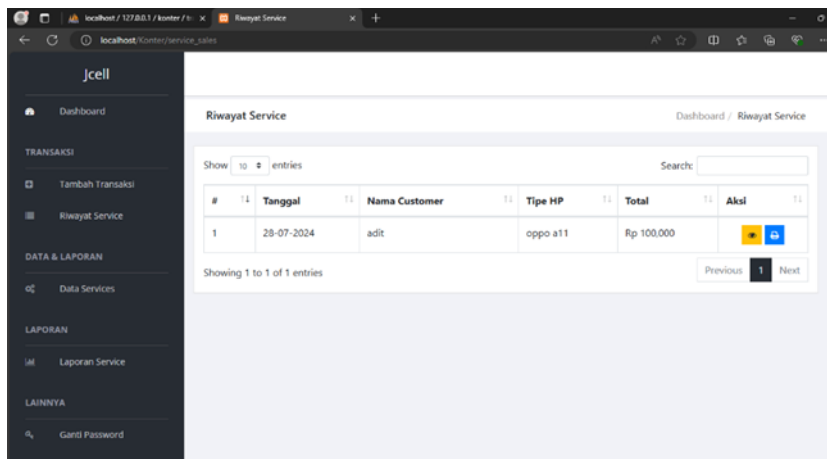 localhost / 127.0.0.1 / konter / tr
Riwayat Service
localhost/Konter/service_sales
Jcell
Dashboard
TRANSAKSI
Tambah Transaksi
Riwayat Service
DATA & LAPORAN
Data Services
LAPORAN
Laporan Service
LAINNYA
Ganti Password
Riwayat Service
Dashboard / Riwayat Service
Show 10 entries
Search:
# Tanggal Nama Customer Tipe HP Total Aksi
1 28-07-2024 adit oppo a11 Rp 100,000
Showing 1 to 1 of 1 entries
Previous 1 Next